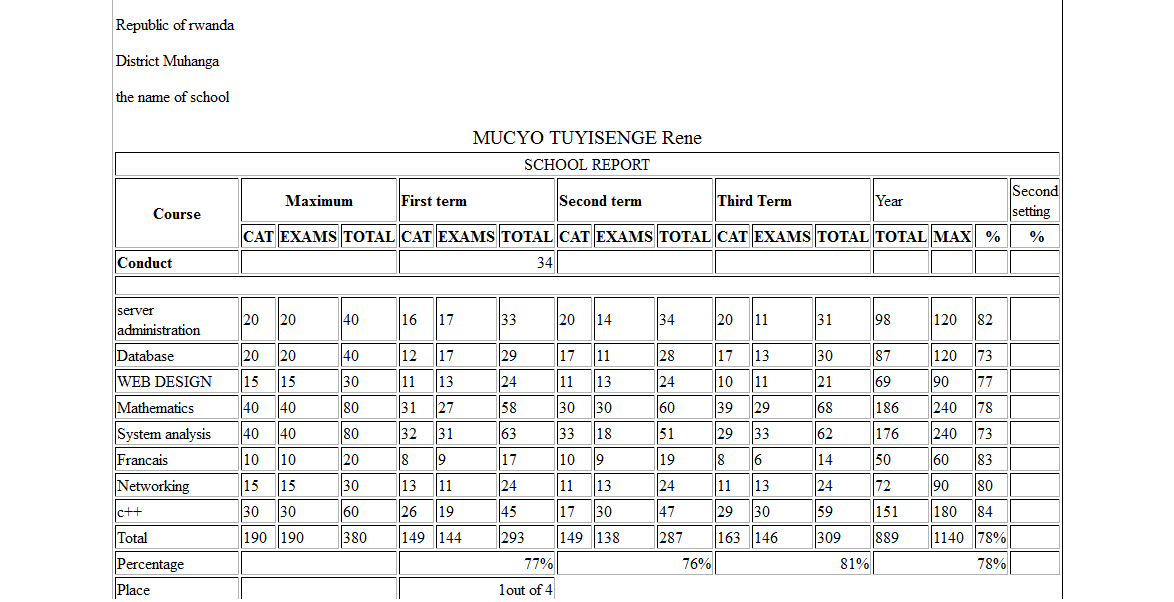 Republic of rwanda
District Muhanga
the name of school
MUCYO TUYISENGE Rene
SCHOOL REPORT
Course Maximum First term Second term Third Term Year Second setting
CAT EXAMS TOTAL CAT EXAMS TOTAL CAT EXAMS TOTAL CAT EXAMS TOTAL TOTAL MAX % %
Conduct 34
server administration 20 20 40 16 17 33 20 14 34 20 11 31 98 120 82
Database 20 20 40 12 17 29 17 11 28 17 13 30 87 120 73
WEB DESIGN 15 15 30 11 13 24 11 13 24 10 11 21 69 90 77
Mathematics 40 40 80 31 27 58 30 30 60 39 29 68 186 240 78
System analysis 40 40 80 32 31 63 33 18 51 29 33 62 176 240 73
Francais 10 10 20 8 9 17 10 9 19 8 6 14 50 60 83
Networking 15 15 30 13 11 24 11 13 24 11 13 24 72 90 80
c++ 30 30 60 26 19 45 17 30 47 29 30 59 151 180 84
Total 190 190 380 149 144 293 149 138 287 163 146 309 889 1140 78%
Percentage 77% 76% 81% 78%
Place 1out of 4